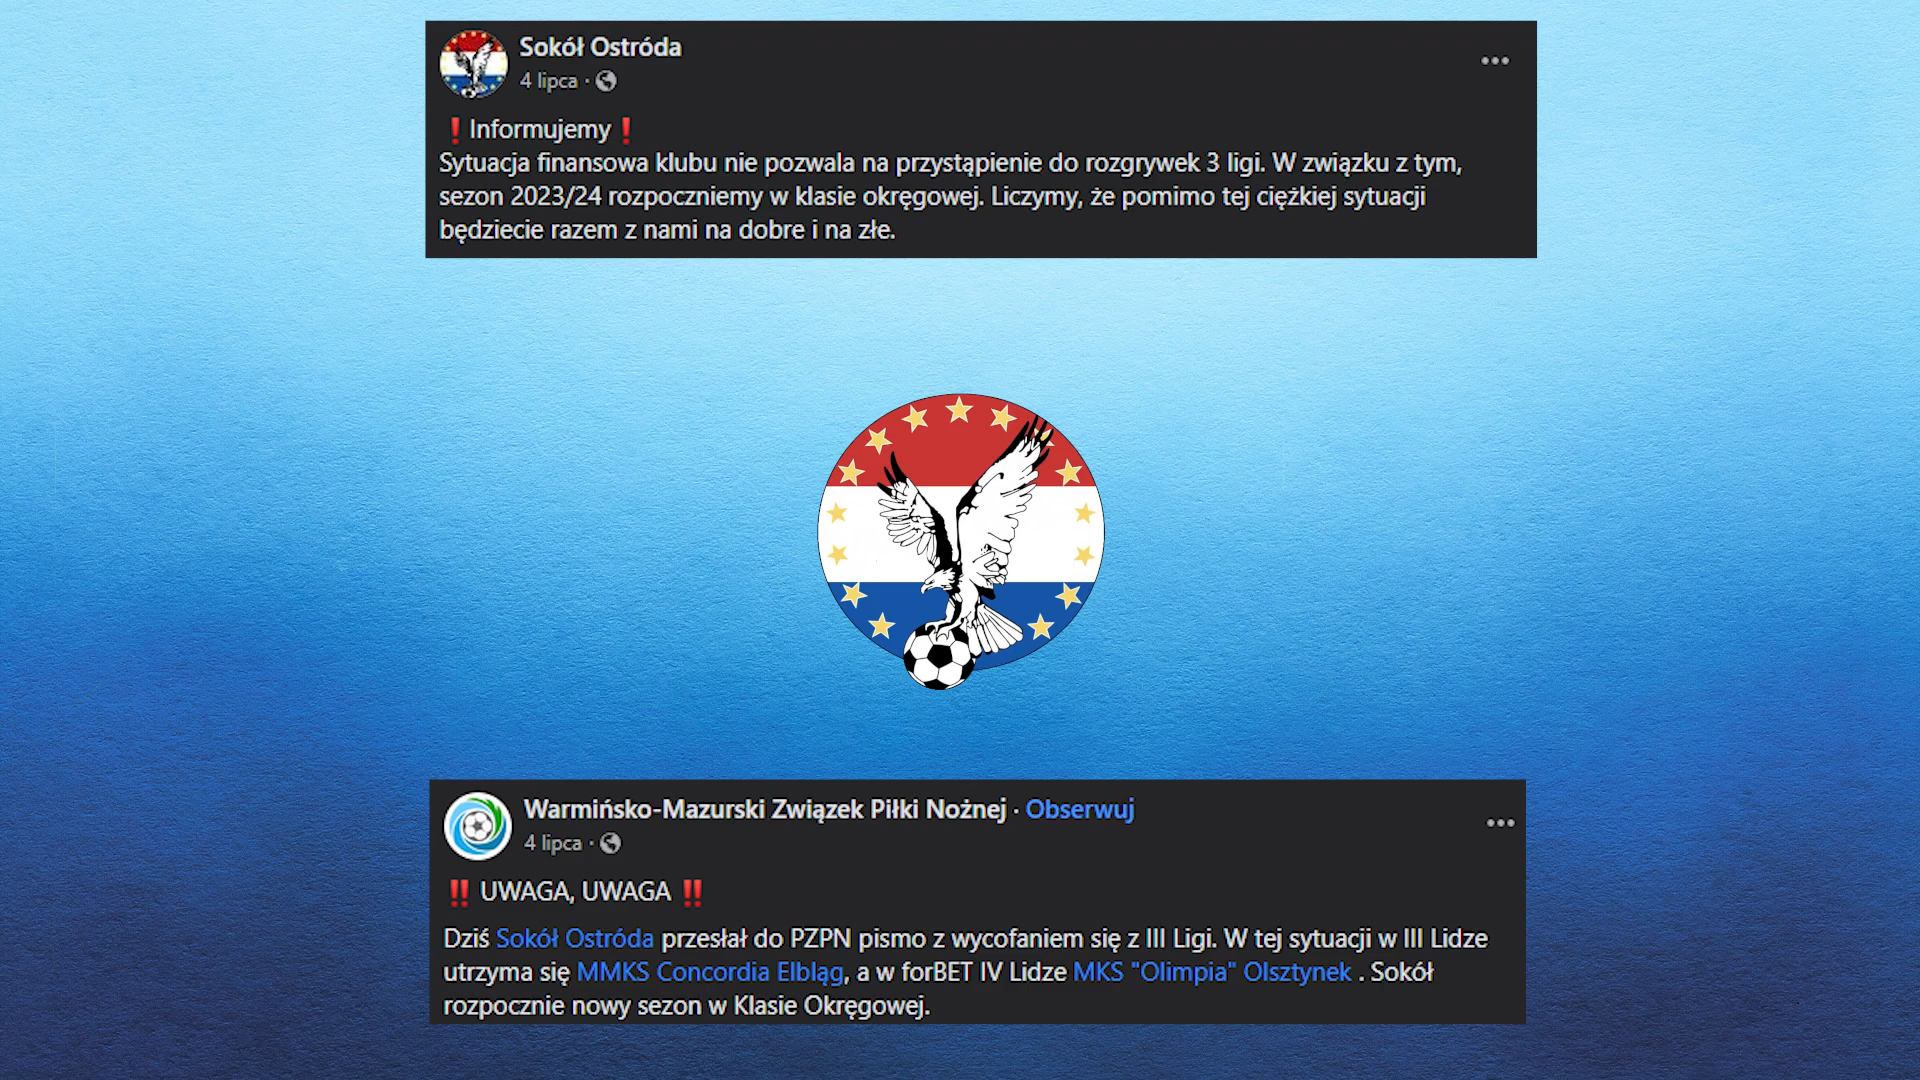 Sokół Ostróda
4 lipca ·
❗Informujemy❗
Sytuacja finansowa klubu nie pozwala na przystąpienie do rozgrywek 3 ligi. W związku z tym,
sezon 2023/24 rozpoczniemy w klasie okręgowej. Liczymy, że pomimo tej ciężkiej sytuacji
będziecie razem z nami na dobre i na złe.
Warmińsko-Mazurski Związek Piłki Nożnej · Obserwuj
4 lipca ·
‼️ UWAGA, UWAGA ‼️
Dziś Sokół Ostróda przesłał do PZPN pismo z wycofaniem się z III Ligi. W tej sytuacji w III Lidze
utrzyma się MMKS Concordia Elbląg, a w forBET IV Lidze MKS "Olimpia" Olsztynek . Sokół
rozpocznie nowy sezon w Klasie Okręgowej.